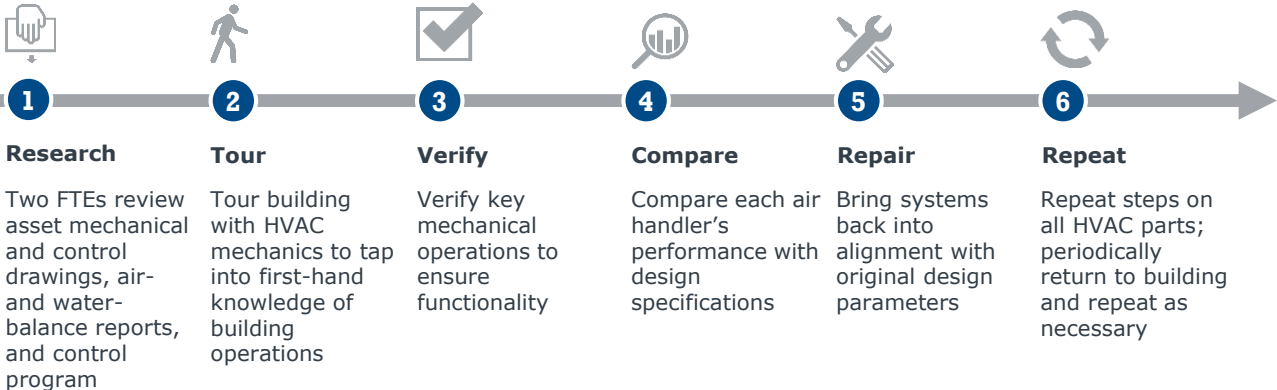 1 2 3 4 5 6
Research
Two FTEs review
asset mechanical
and control
drawings, air-
and water-
balance reports,
and control
program
Tour
Tour building
with HVAC
mechanics to tap
into first-hand
knowledge of
building
operations
Verify
Verify key
mechanical
operations to
ensure
functionality
Compare
Compare each air
handler's
performance with
design
specifications
Repair
Bring systems
back into
alignment with
original design
parameters
Repeat
Repeat steps on
all HVAC parts;
periodically
return to building
and repeat as
necessary